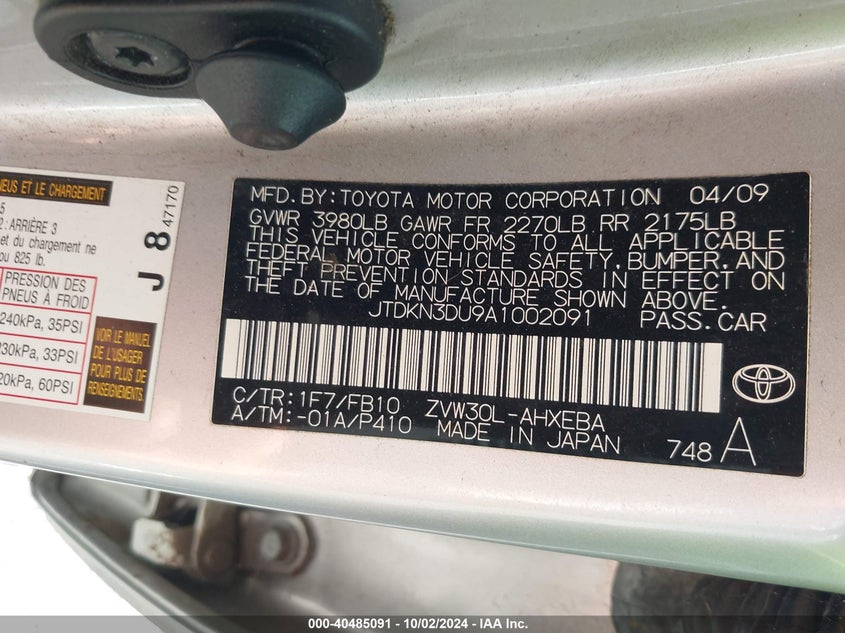 NEUS ET LE CHARGEMENT
5
2 : ARRIÈRE 3
et du chargement ne
ou 825 lb.
PRESSION DES
PNEUS À FROID
240kPa, 35PSI
230kPa, 33PSI
20kPa, 60PSI
VOIR LE MANUEL
DE L'USAGER
POUR PLUS DE
RENSEIGNEMENTS
J 8 47170
MFD.BY:TOYOTA MOTOR CORPORATION 04/09
GVWR 3980LB GAWR FR 2270LB RR 2175LB
THIS VEHICLE CONFORMS TO ALL APPLICABLE
FEDERAL MOTOR VEHICLE SAFETY,BUMPER,AND
THEFT PREVENTION STANDARDS IN EFFECT ON
THE DATE OF MANUFACTURE SHOWN ABOVE.
JTDKN3DU9A1002091 PASS.CAR
C/TR:1F7/FB10 ZVW30L-AHXEBA
A/TM:-01A/P410 MADE IN JAPAN
748 A
000-40485091 - 10/02/2024 - IAA Inc.